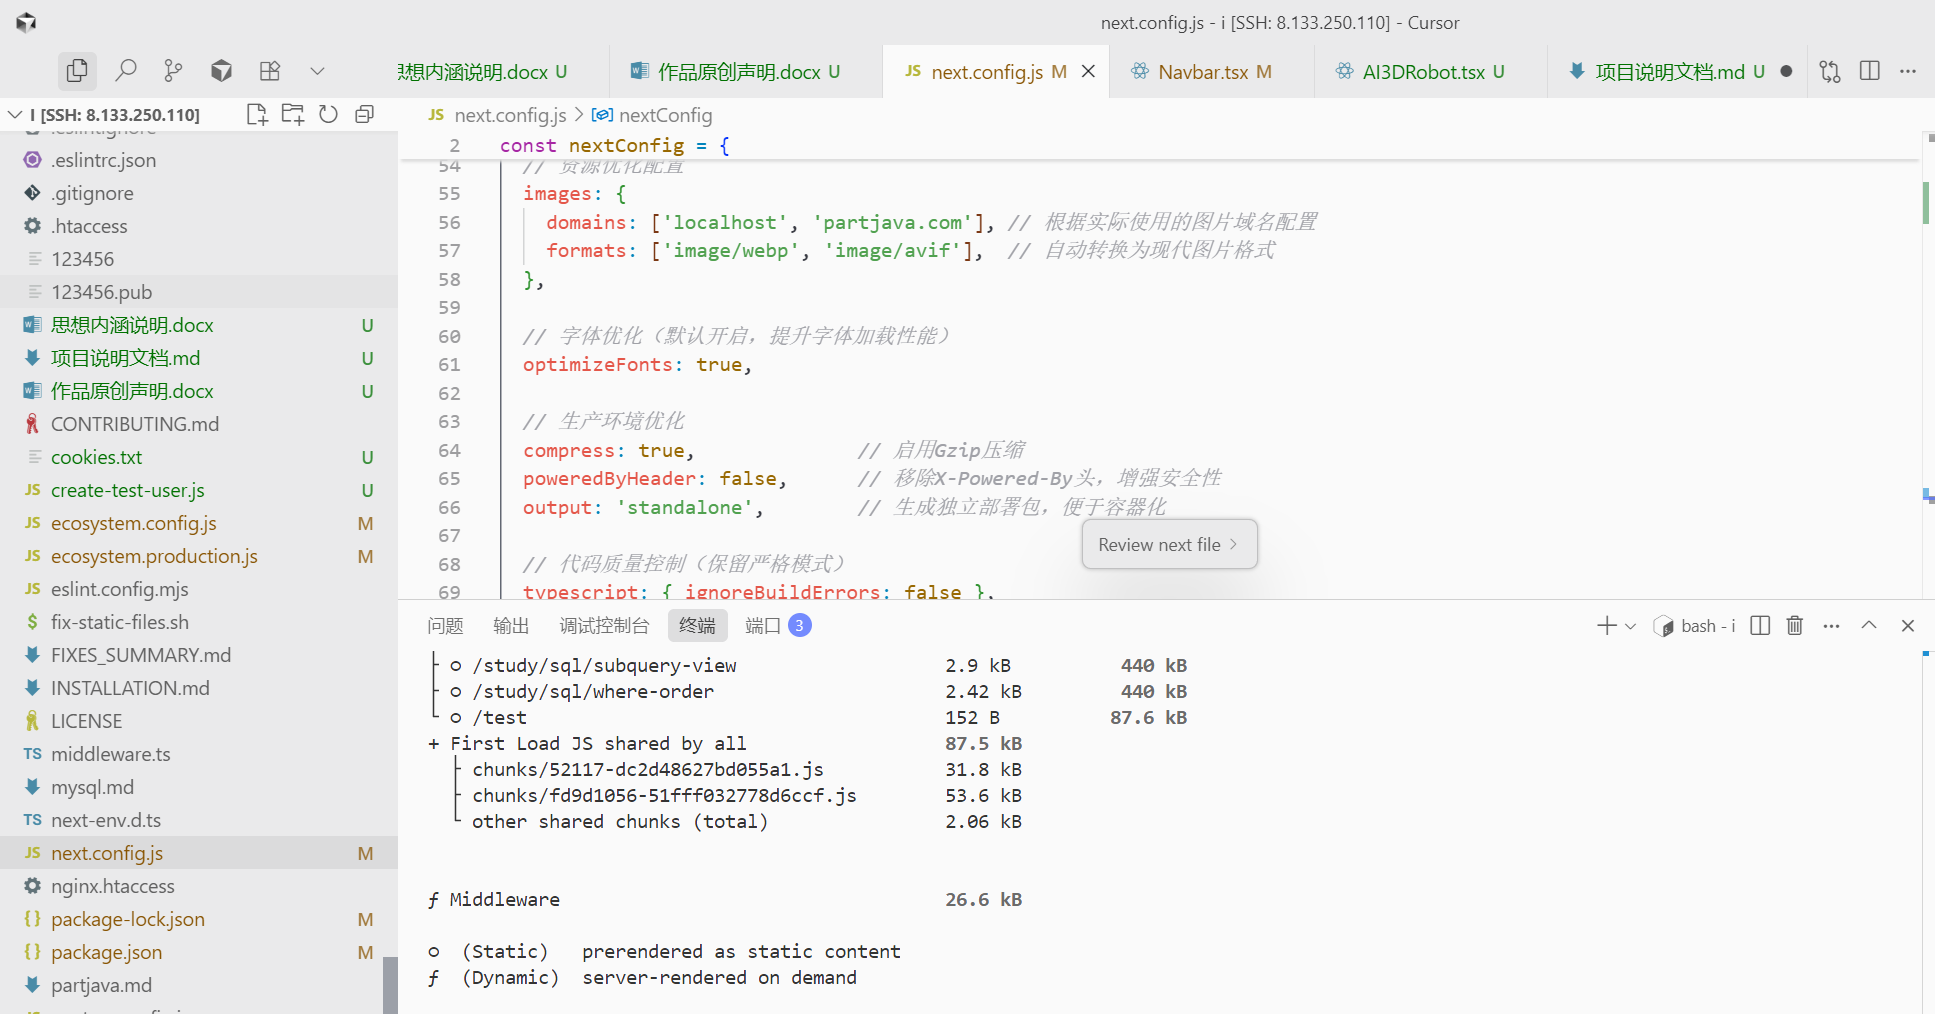 next.config.js - i [SSH: 8.133.250.110] - Cursor
思想内涵说明.docx U
作品原创声明.docx U
JS next.config.js M
Navbar.tsx M
AI3DRobot.tsx U
项目说明文档.md U
I [SSH: 8.133.250.110]
.eslintignore
.eslintrc.json
.gitignore
.htaccess
123456
123456.pub
思想内涵说明.docx U
项目说明文档.md U
作品原创声明.docx U
CONTRIBUTING.md
cookies.txt U
JS create-test-user.js U
JS ecosystem.config.js M
JS ecosystem.production.js M
JS eslint.config.mjs
$ fix-static-files.sh
FIXES_SUMMARY.md
INSTALLATION.md
LICENSE
TS middleware.ts
mysql.md
TS next-env.d.ts
JS next.config.js M
nginx.htaccess
{} package-lock.json M
{} package.json M
partjava.md
JS next.config.js > nextConfig
2 const nextConfig = {
54 // 资源优化配置
55 images: {
56 domains: ['localhost', 'partjava.com'], // 根据实际使用的图片域名配置
57 formats: ['image/webp', 'image/avif'], // 自动转换为现代图片格式
58 },
59
60 // 字体优化（默认开启，提升字体加载性能）
61 optimizeFonts: true,
62
63 // 生产环境优化
64 compress: true, // 启用Gzip压缩
65 poweredByHeader: false, // 移除X-Powered-By头，增强安全性
66 output: 'standalone', // 生成独立部署包，便于容器化
67
68 // 代码质量控制（保留严格模式）
69 typescript: { ignoreBuildErrors: false },
Review next file >
问题 输出 调试控制台 终端 端口 3
bash - i
├ ○ /study/sql/subquery-view 2.9 kB 440 kB
├ ○ /study/sql/where-order 2.42 kB 440 kB
└ ○ /test 152 B 87.6 kB
+ First Load JS shared by all 87.5 kB
├ chunks/52117-dc2d48627bd055a1.js 31.8 kB
├ chunks/fd9d1056-51fff032778d6ccf.js 53.6 kB
└ other shared chunks (total) 2.06 kB
ƒ Middleware 26.6 kB
○ (Static) prerendered as static content
ƒ (Dynamic) server-rendered on demand